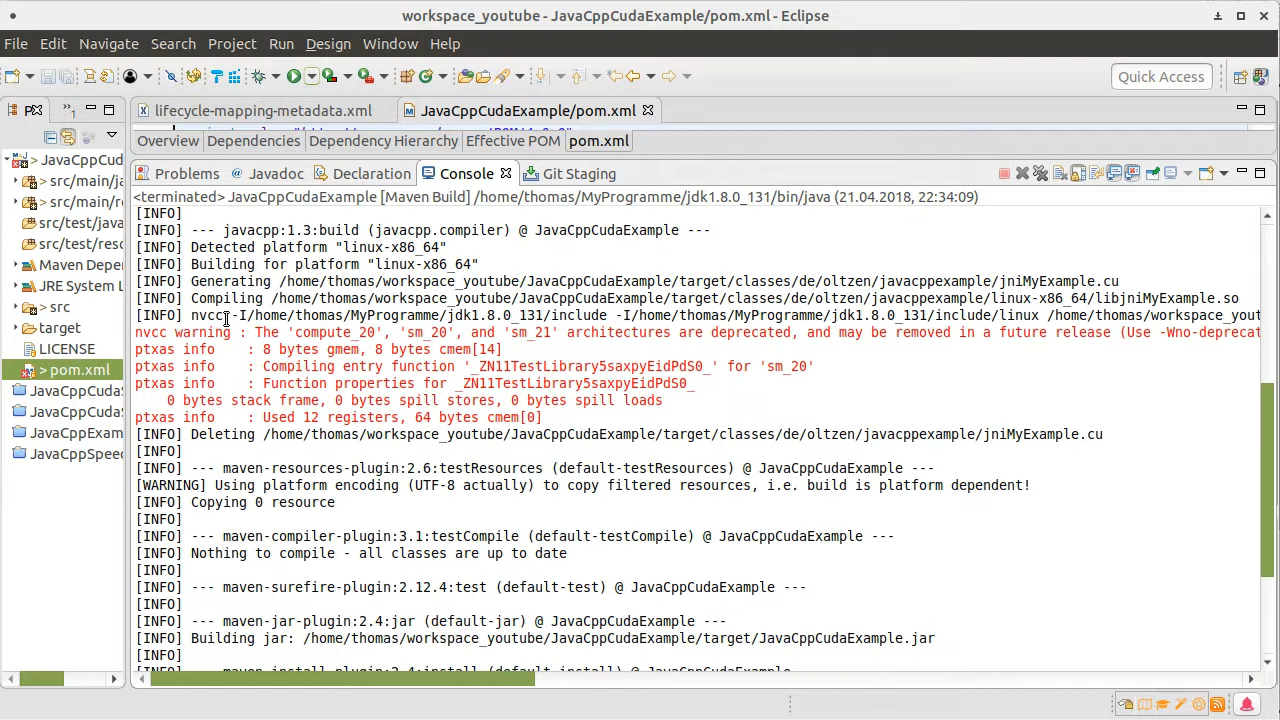 workspace_youtube - JavaCppCudaExample/pom.xml - Eclipse
File Edit Navigate Search Project Run Design Window Help
Quick Access
lifecycle-mapping-metadata.xml JavaCppCudaExample/pom.xml
Overview Dependencies Dependency Hierarchy Effective POM pom.xml
Problems Javadoc Declaration Console Git Staging
<terminated> JavaCppCudaExample [Maven Build] /home/thomas/MyProgramme/jdk1.8.0_131/bin/java (21.04.2018, 22:34:09)
> JavaCppCud
> src/main/ja
> src/main/re
src/test/java
src/test/reso
Maven Depe
JRE System L
> src
target
LICENSE
> pom.xml
JavaCppCuda
JavaCppCuda
JavaCppExam
JavaCppSpeed
[INFO]
[INFO] --- javacpp:1.3:build (javacpp.compiler) @ JavaCppCudaExample ---
[INFO] Detected platform "linux-x86_64"
[INFO] Building for platform "linux-x86_64"
[INFO] Generating /home/thomas/workspace_youtube/JavaCppCudaExample/target/classes/de/oltzen/javacppexample/jniMyExample.cu
[INFO] Compiling /home/thomas/workspace_youtube/JavaCppCudaExample/target/classes/de/oltzen/javacppexample/linux-x86_64/libjniMyExample.so
[INFO] nvcc -I/home/thomas/MyProgramme/jdk1.8.0_131/include -I/home/thomas/MyProgramme/jdk1.8.0_131/include/linux /home/thomas/workspace_yout
nvcc warning : The 'compute_20', 'sm_20', and 'sm_21' architectures are deprecated, and may be removed in a future release (Use -Wno-deprecat
ptxas info : 8 bytes gmem, 8 bytes cmem[14]
ptxas info : Compiling entry function '_ZN11TestLibrary5saxpyEidPdS0_' for 'sm_20'
ptxas info : Function properties for _ZN11TestLibrary5saxpyEidPdS0_
0 bytes stack frame, 0 bytes spill stores, 0 bytes spill loads
ptxas info : Used 12 registers, 64 bytes cmem[0]
[INFO] Deleting /home/thomas/workspace_youtube/JavaCppCudaExample/target/classes/de/oltzen/javacppexample/jniMyExample.cu
[INFO]
[INFO] --- maven-resources-plugin:2.6:testResources (default-testResources) @ JavaCppCudaExample ---
[WARNING] Using platform encoding (UTF-8 actually) to copy filtered resources, i.e. build is platform dependent!
[INFO] Copying 0 resource
[INFO]
[INFO] --- maven-compiler-plugin:3.1:testCompile (default-testCompile) @ JavaCppCudaExample ---
[INFO] Nothing to compile - all classes are up to date
[INFO]
[INFO] --- maven-surefire-plugin:2.12.4:test (default-test) @ JavaCppCudaExample ---
[INFO]
[INFO] --- maven-jar-plugin:2.4:jar (default-jar) @ JavaCppCudaExample ---
[INFO] Building jar: /home/thomas/workspace_youtube/JavaCppCudaExample/target/JavaCppCudaExample.jar
[INFO]
[INFO] --- maven-install-plugin:2.4:install (default-install) @ JavaCppCudaExample ---